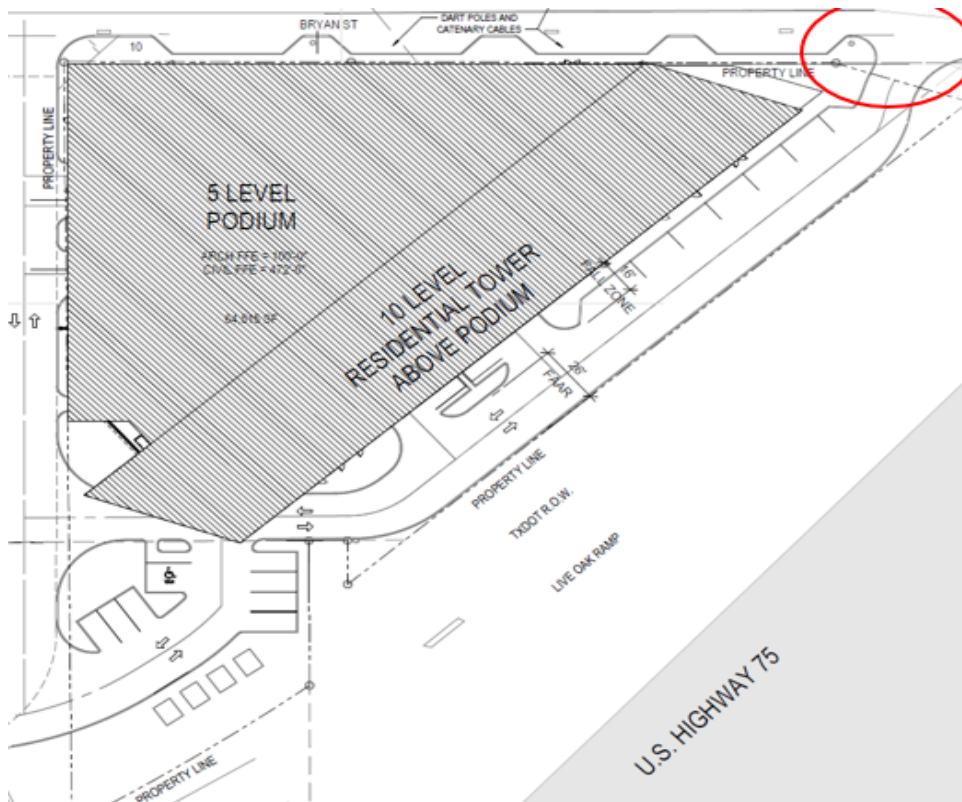 DART POLES AND
CATENARY CABLES
BRYAN ST
10
PROPERTY LINE
PROPERTY LINE
5 LEVEL
PODIUM
ARCH FFE = 100'-0"
CIVIL FFE = 472'-0"
64,615 SF
10 LEVEL
RESIDENTIAL TOWER
ABOVE PODIUM
16'
FALL ZONE
26'
FAAR
PROPERTY LINE
TXDOT R.O.W.
LIVE OAK RAMP
U.S. HIGHWAY 75
PROPERTY LINE